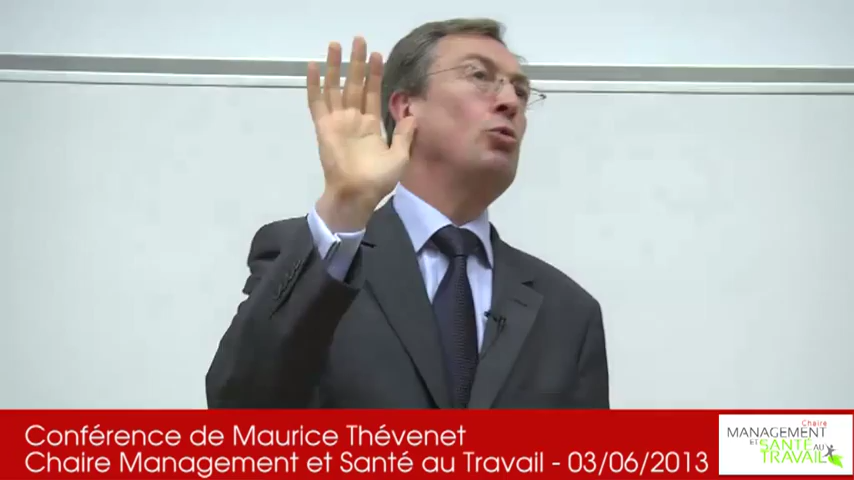 Conférence de Maurice Thévenet
Chaire Management et Santé au Travail - 03/06/2013
Chaire
MANAGEMENT
ET SANTÉ AU
TRAVAIL